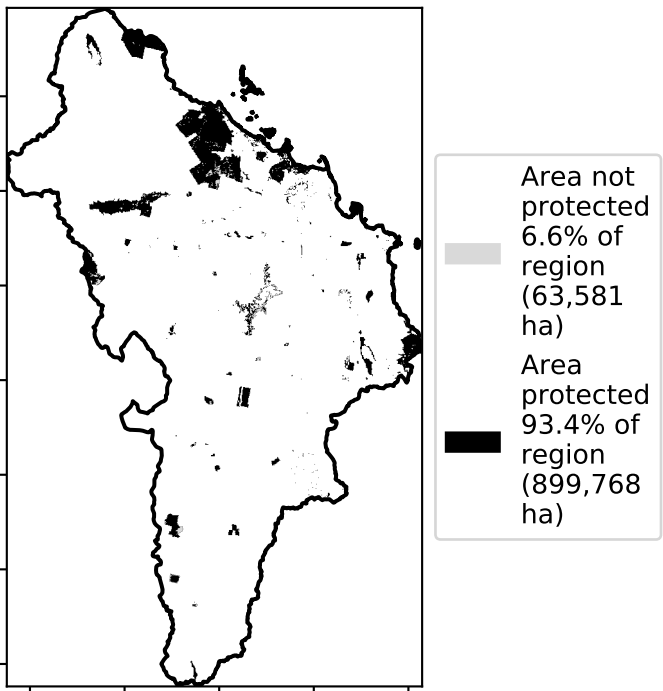 Area not
protected
6.6% of
region
(63,581
ha)
Area
protected
93.4% of
region
(899,768
ha)